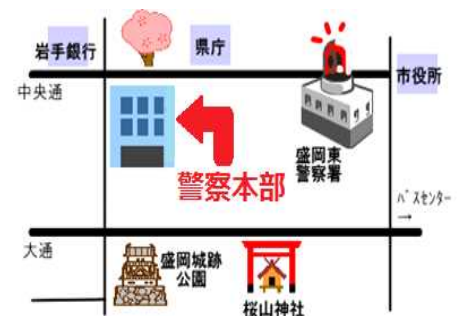 岩手銀行
県庁
市役所
中央通
盛岡東
警察署
警察本部
バスセンター
→
大通
盛岡城跡
公園
桜山神社